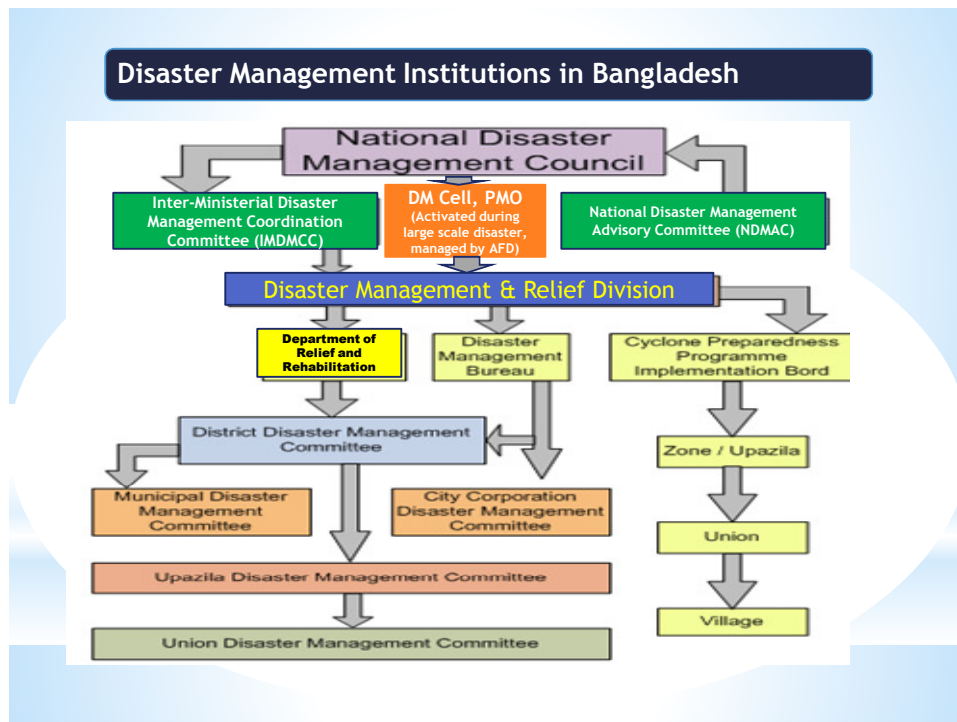 Disaster Management Institutions in Bangladesh
National Disaster
Management Council
Inter-Ministerial Disaster
Management Coordination
Committee (IMDMCC)
DM Cell, PMO
(Activated during
large scale disaster,
managed by AFD)
National Disaster Management
Advisory Committee (NDMAC)
Disaster Management & Relief Division
Department of
Relief and
Rehabilitation
Disaster
Management
Bureau
Cyclone Preparedness
Programme
Implementation Bord
District Disaster Management
Committee
Zone / Upazila
Municipal Disaster
Management
Committee
City Corporation
Disaster Management
Committee
Union
Upazila Disaster Management Committee
Village
Union Disaster Management Committee